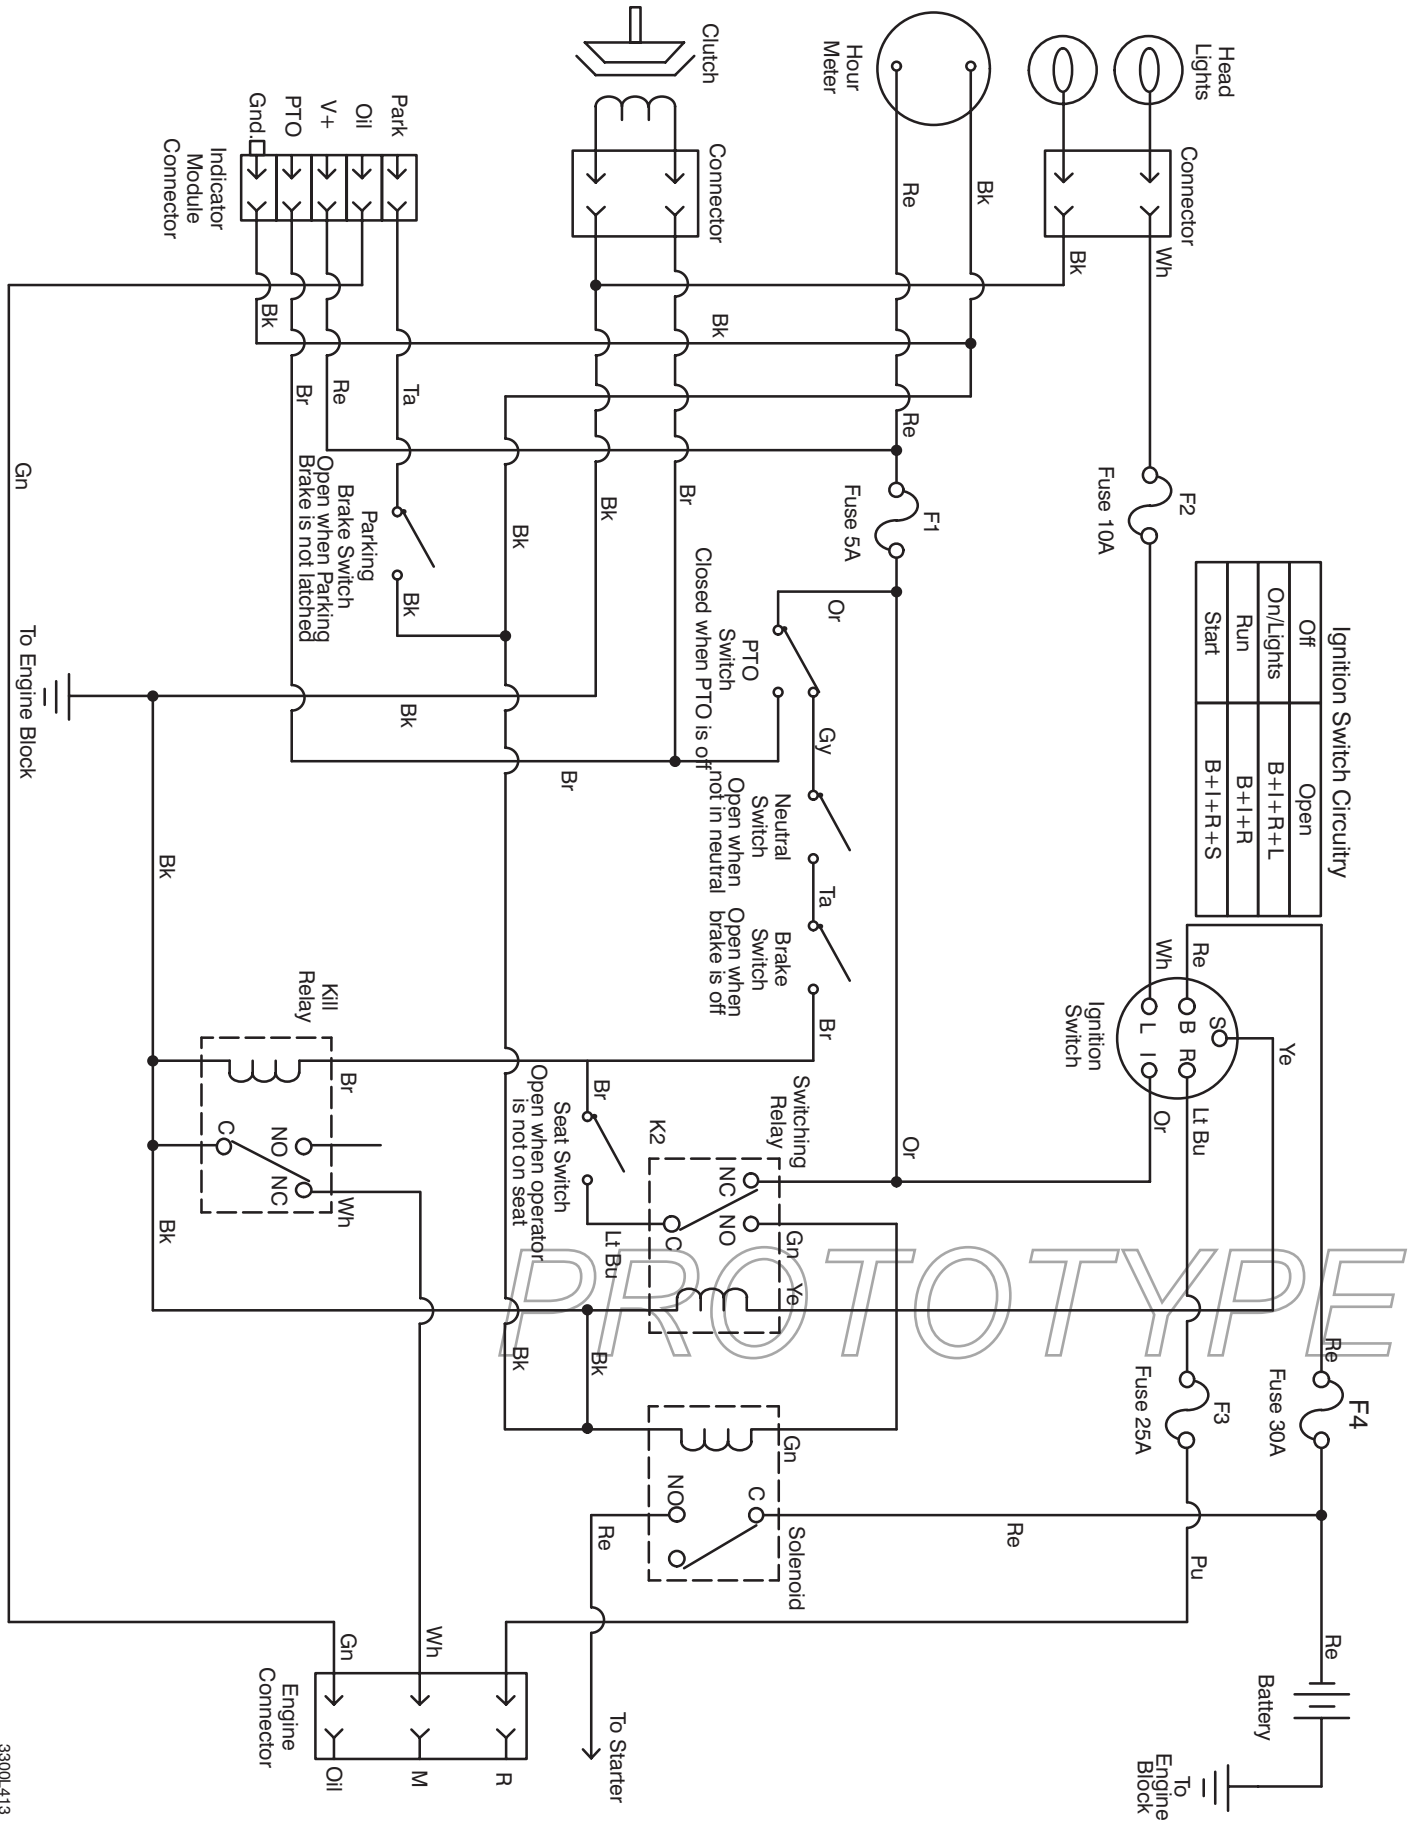 Head
Lights
Connector
Wh
Bk
F2
Fuse 10A
Ignition Switch Circuitry
Off
Open
On/Lights
B+I+R+L
Run
B+I+R
Start
B+I+R+S
Wh
Re
S
B
R
L
I
Ignition
Switch
Ye
Lt Bu
Or
Re
F4
Fuse 30A
F3
Fuse 25A
Re
Re
Pu
Battery
To
Engine
Block
Hour
Meter
Bk
Re
Re
F1
Fuse 5A
Or
PTO
Switch
Closed when PTO is off
Gy
Neutral
Switch
Open when
not in neutral
Ta
Brake
Switch
Open when
brake is off
Br
Or
Switching
Relay
K2
NC
NO
C
Gn
Ye
Gn
C
NO
Solenoid
Re
To Starter
Clutch
Connector
Bk
Br
Bk
Bk
Br
Br
Seat Switch
Open when operator
is not on seat
Lt Bu
Bk
Bk
Park
Oil
V+
PTO
Gnd.
Indicator
Module
Connector
Bk
Ta
Re
Br
Parking
Brake Switch
Open when Parking
Brake is not latched
Bk
Bk
Bk
Kill
Relay
Br
C
NO
NC
Wh
Bk
Gn
To Engine Block
Wh
Gn
R
M
Oil
Engine
Connector
PROTOTYPE
3300L413